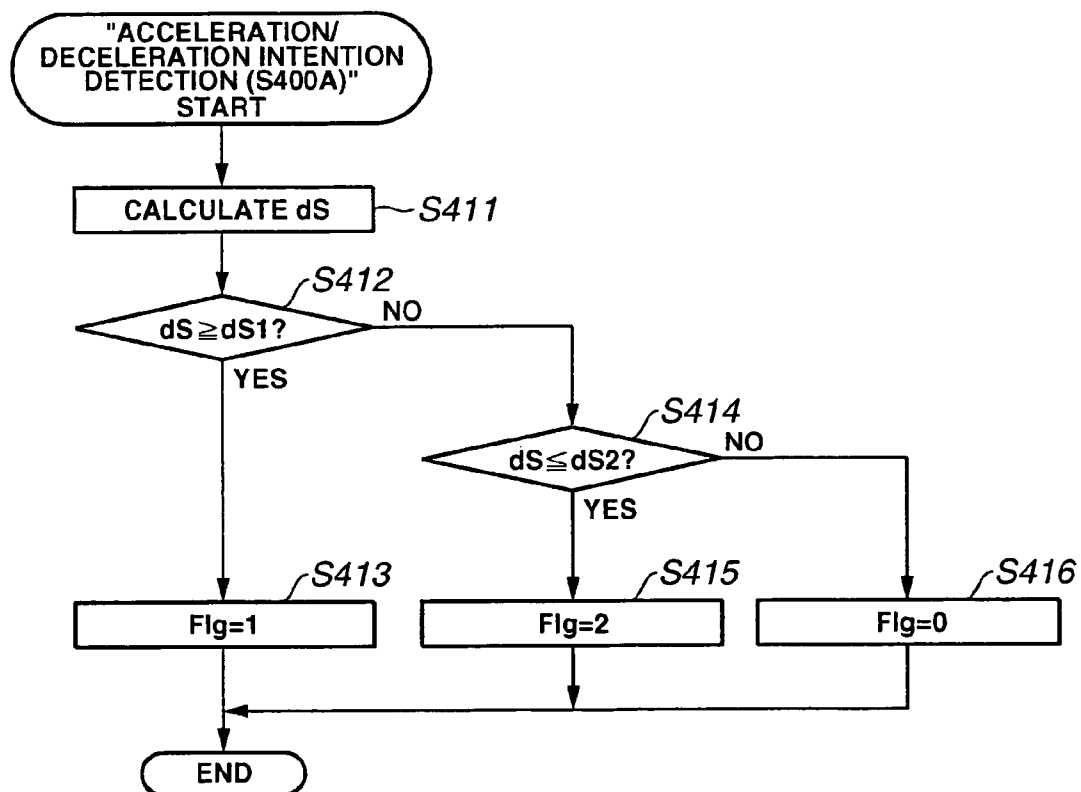 "ACCELERATION/
DECELERATION INTENTION
DETECTION (S400A)"
START
CALCULATE dS
S411
S412
dS≧dS1?
NO
YES
S414
dS≦dS2?
NO
YES
S413
Flg=1
S415
Flg=2
S416
Flg=0
END